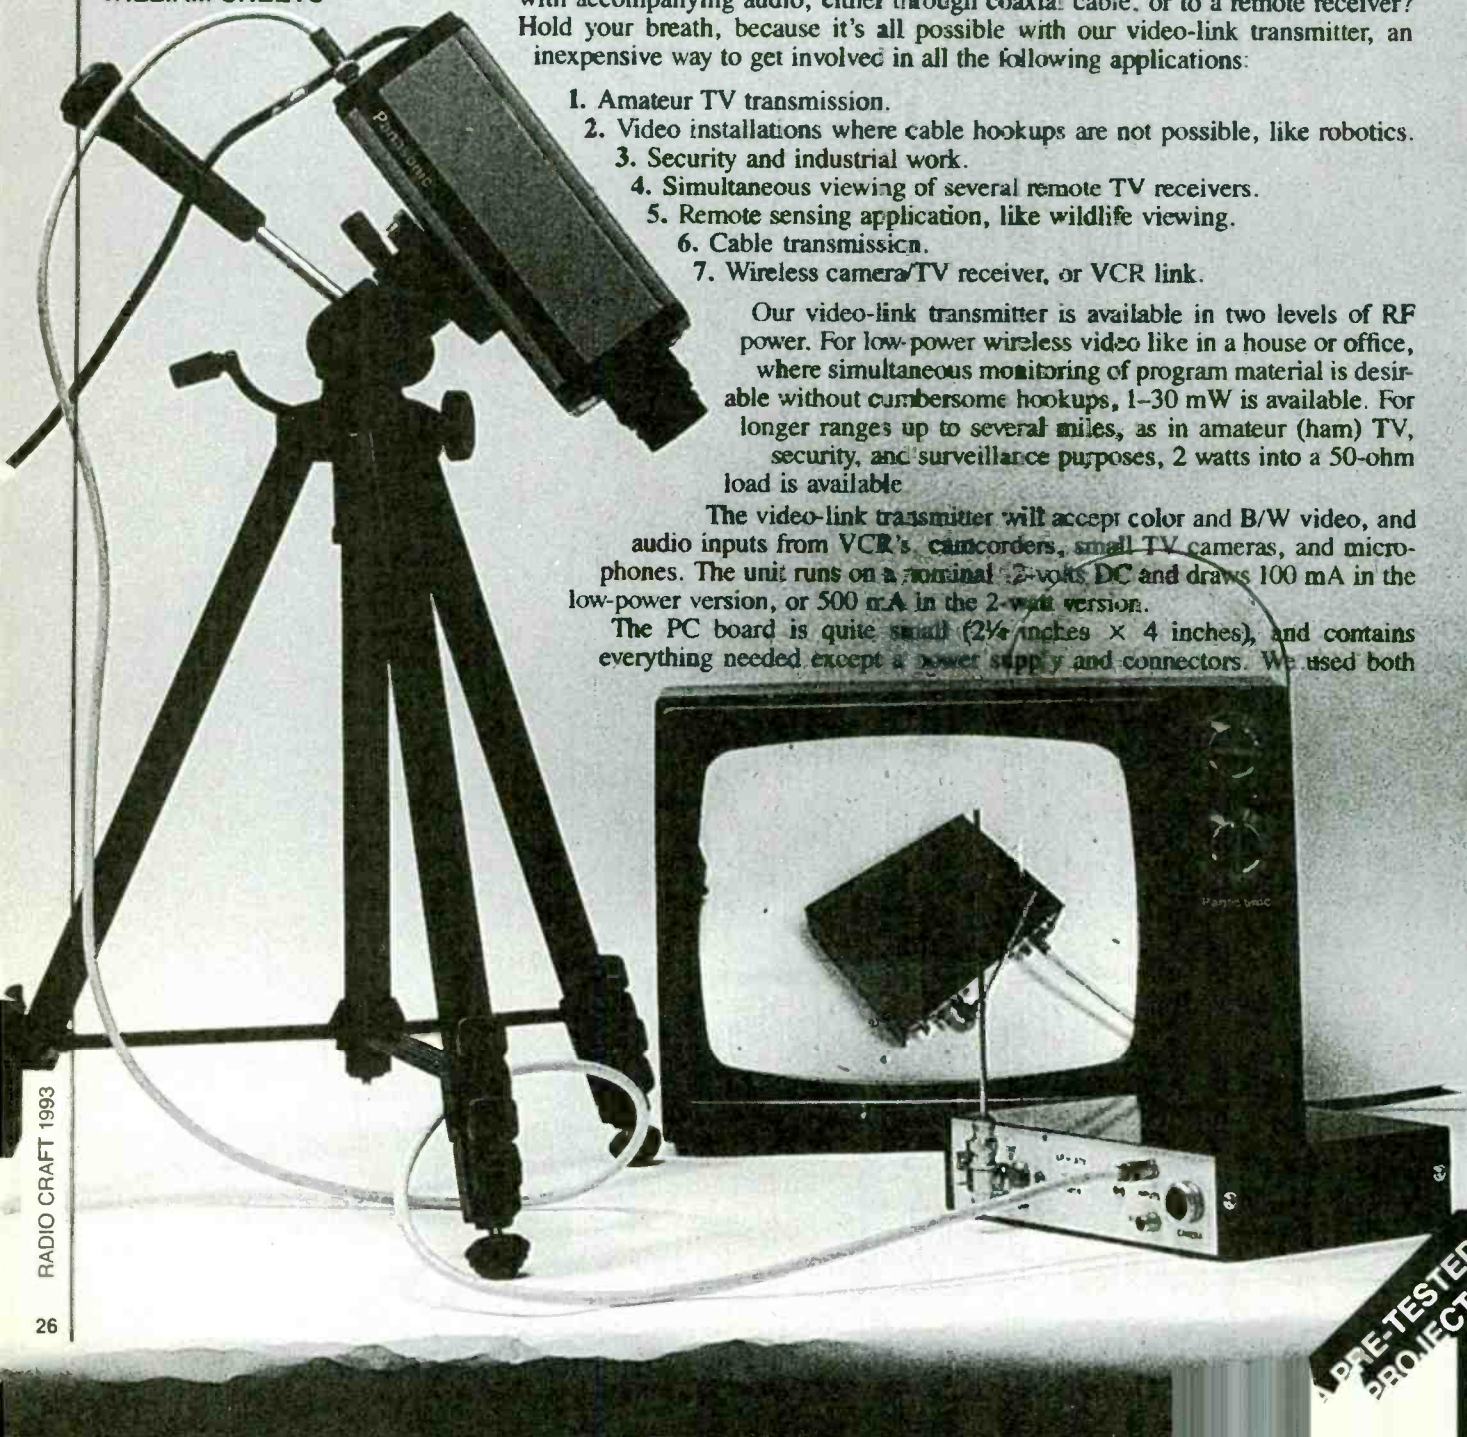 with accompanying audio, either through coaxial cable, or to a remote receiver?
Hold your breath, because it's all possible with our video-link transmitter, an
inexpensive way to get involved in all the following applications:
1. Amateur TV transmission.
2. Video installations where cable hookups are not possible, like robotics.
3. Security and industrial work.
4. Simultaneous viewing of several remote TV receivers.
5. Remote sensing application, like wildlife viewing.
6. Cable transmission.
7. Wireless camera/TV receiver, or VCR link.
Our video-link transmitter is available in two levels of RF
power. For low-power wireless video like in a house or office,
where simultaneous monitoring of program material is desir-
able without cumbersome hookups, 1–30 mW is available. For
longer ranges up to several miles, as in amateur (ham) TV,
security, and surveillance purposes, 2 watts into a 50-ohm
load is available
The video-link transmitter will accept color and B/W video, and
audio inputs from VCR's, camcorders, small TV cameras, and micro-
phones. The unit runs on a nominal 12-volts DC and draws 100 mA in the
low-power version, or 500 mA in the 2-watt version.
The PC board is quite small (2¼ inches × 4 inches), and contains
everything needed except a power supply and connectors. We used both
Panasonic
Panasonic
CAMERA
RADIO CRAFT 1993
26
A PRE-TESTED
PROJECT